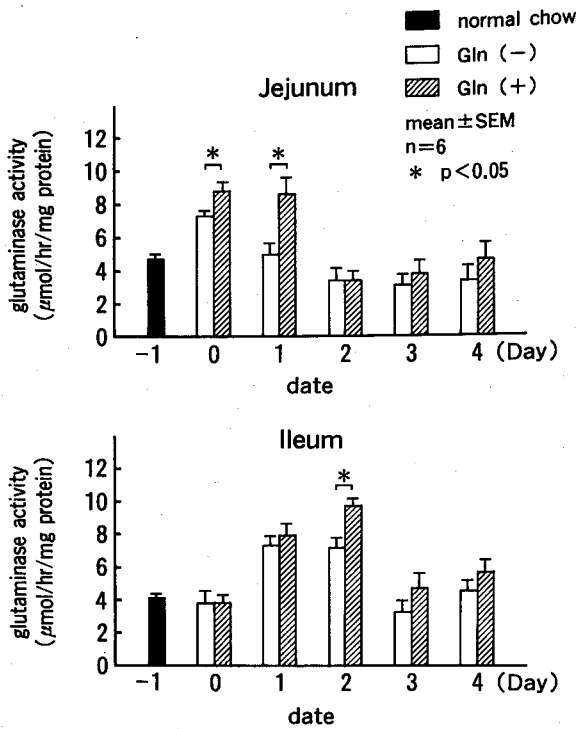 normal chow
Gln (−)
Gln (+)
mean±SEM
n=6
* p<0.05
Jejunum
glutaminase activity
(μmol/hr/mg protein)
12
10
8
6
4
2
0
* *
−1 0 1 2 3 4 (Day)
date
Ileum
glutaminase activity
(μmol/hr/mg protein)
12
10
8
6
4
2
0
*
−1 0 1 2 3 4 (Day)
date